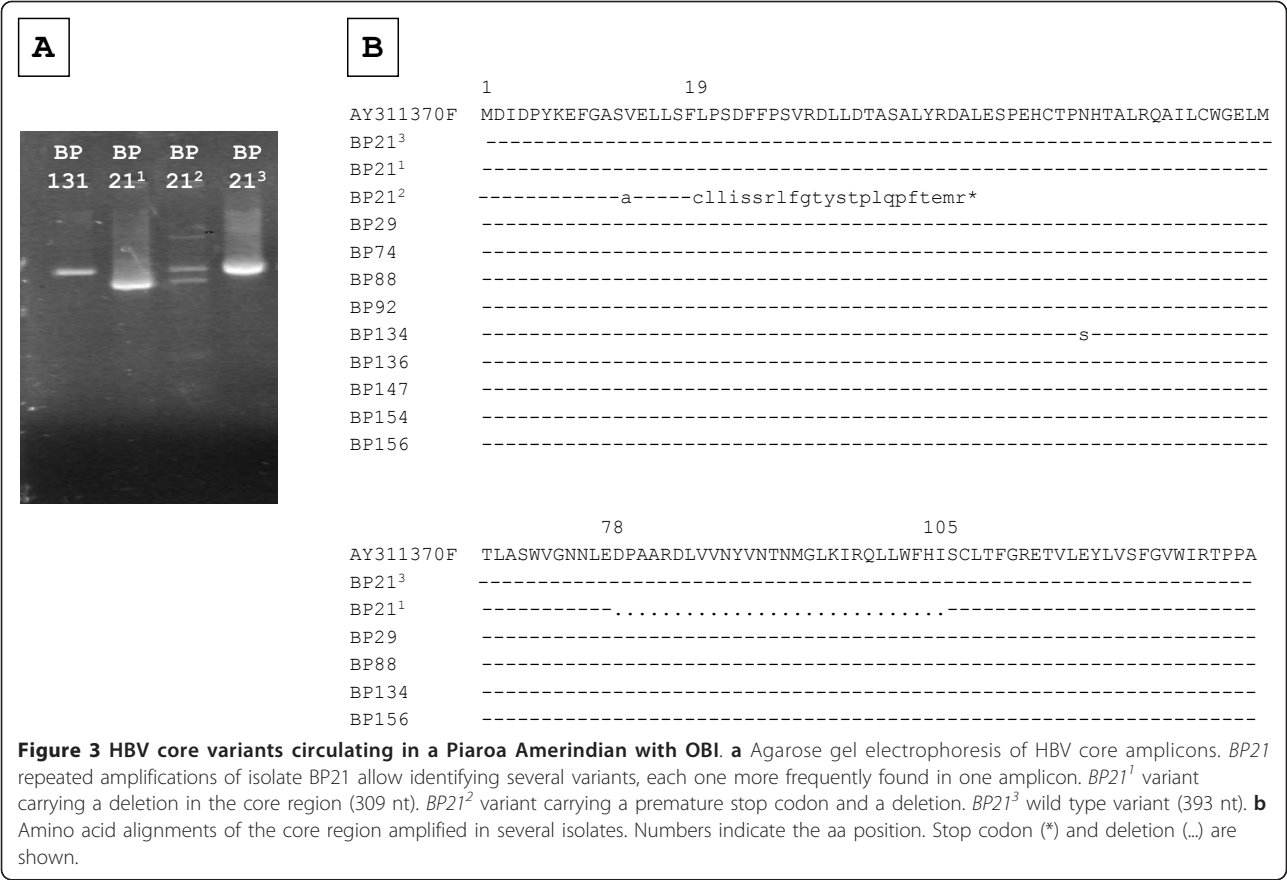 A
BP BP BP BP
131 21¹ 21² 21³
B
1 19
AY311370F MDIDPYKEFGASVELLSFLPSDFFPSVRDLLDTASALYRDALESPEHCTPNHTALRQAILCWGELM
BP21³ ------------------------------------------------------------------
BP21¹ ------------------------------------------------------------------
BP21² ------------a-----cllissrlfgtystplqpftemr*
BP29 ------------------------------------------------------------------
BP74 ------------------------------------------------------------------
BP88 ------------------------------------------------------------------
BP92 ------------------------------------------------------------------
BP134 --------------------------------------------------s---------------
BP136 ------------------------------------------------------------------
BP147 ------------------------------------------------------------------
BP154 ------------------------------------------------------------------
BP156 ------------------------------------------------------------------
78 105
AY311370F TLASWVGNNLEDPAARDLVVNYVNTNMGLKIRQLLWFHISCLTFGRETVLEYLVSFGVWIRTPPA
BP21³ -----------------------------------------------------------------
BP21¹ -----------............................--------------------------
BP29 -----------------------------------------------------------------
BP88 -----------------------------------------------------------------
BP134 -----------------------------------------------------------------
BP156 -----------------------------------------------------------------
Figure 3 HBV core variants circulating in a Piaroa Amerindian with OBI. a Agarose gel electrophoresis of HBV core amplicons. BP21
repeated amplifications of isolate BP21 allow identifying several variants, each one more frequently found in one amplicon. BP21¹ variant
carrying a deletion in the core region (309 nt). BP21² variant carrying a premature stop codon and a deletion. BP21³ wild type variant (393 nt). b
Amino acid alignments of the core region amplified in several isolates. Numbers indicate the aa position. Stop codon (*) and deletion (...) are
shown.